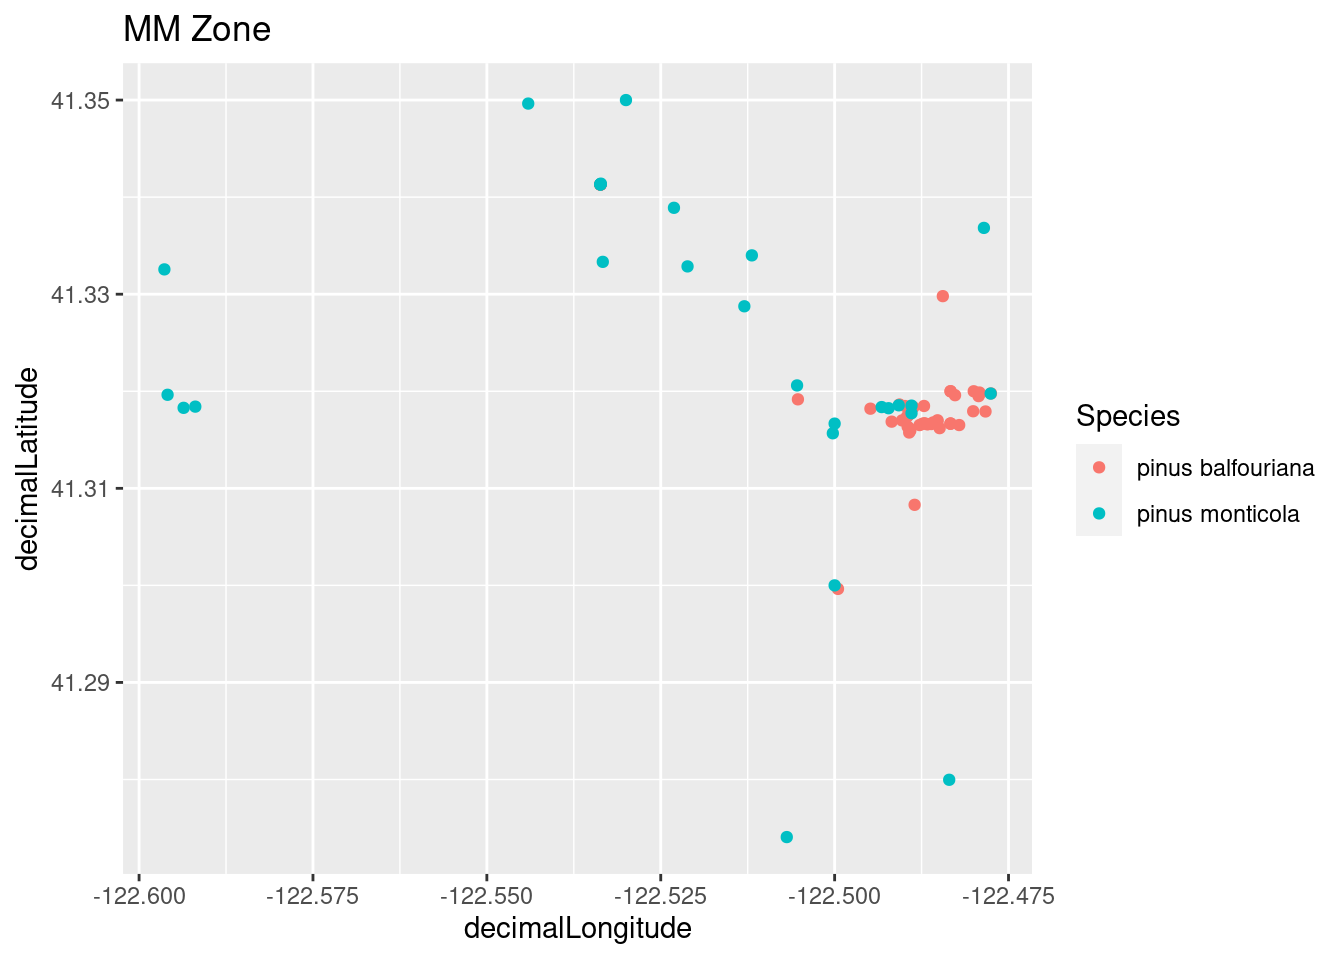 MM Zone
41.35
41.33
41.31
41.29
decimalLatitude
-122.600 -122.575 -122.550 -122.525 -122.500 -122.475
decimalLongitude
Species
pinus balfouriana
pinus monticola